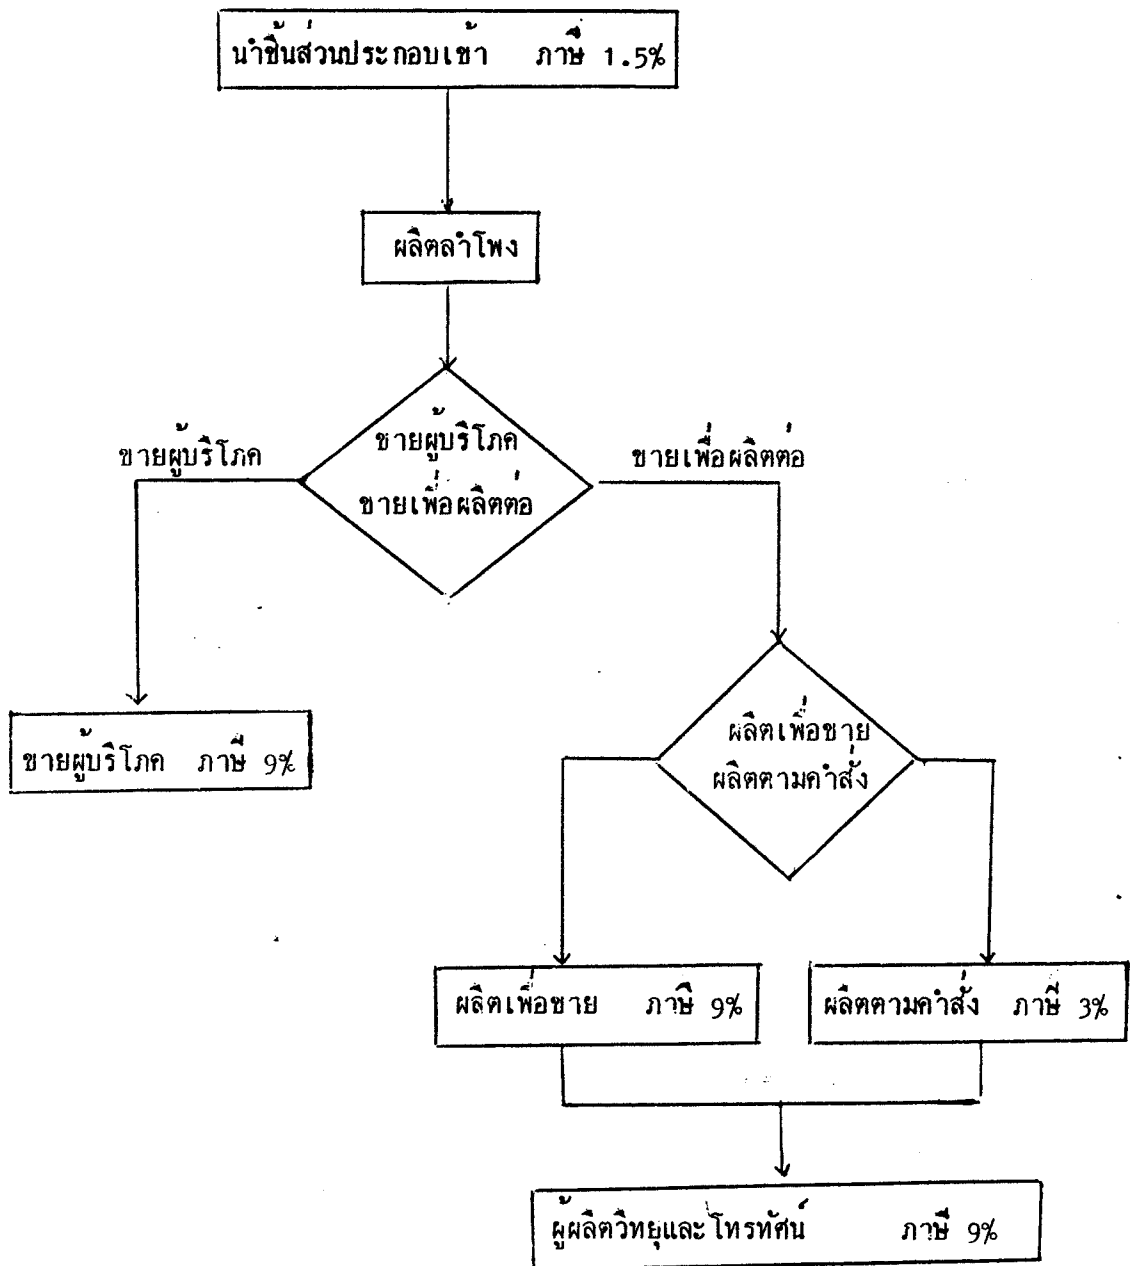 นำชิ้นส่วนประกอบเข้า ภาษี 1.5%
ผลิตลำโพง
ขายผู้บริโภค
ขายผู้บริโภค
ขายเพื่อผลิตต่อ
ขายเพื่อผลิตต่อ
ขายผู้บริโภค ภาษี 9%
ผลิตเพื่อขาย
ผลิตตามคำสั่ง
ผลิตเพื่อขาย ภาษี 9%
ผลิตตามคำสั่ง ภาษี 3%
ผู้ผลิตวิทยุและโทรทัศน์ ภาษี 9%